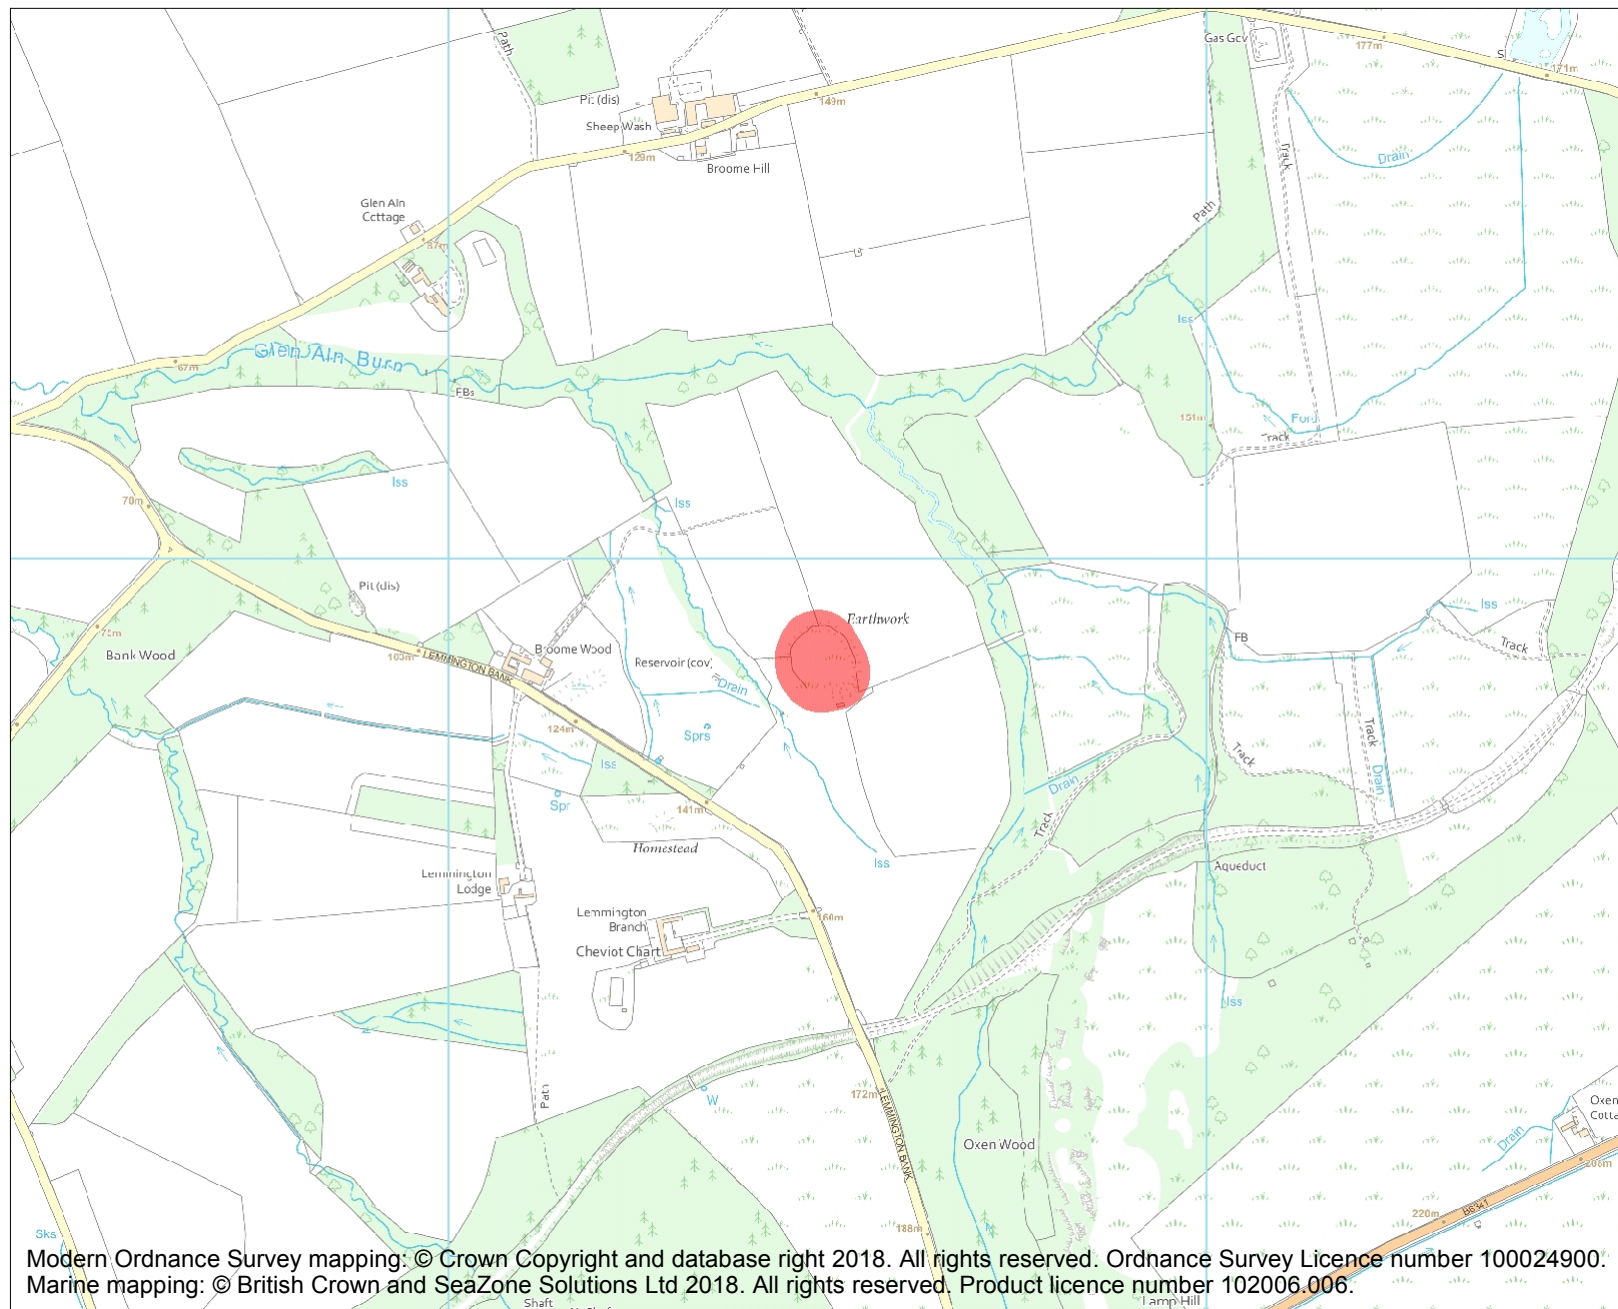 Path
Gas Gov
177m
S
171m
Pit (dis)
149m
Sheep Wash
129m
Broome Hill
Drain
Track
Glen Aln
Cottage
87m
Path
Iss
Glen Aln Burn
67m
FBs
151m
Ford
Track
Iss
70m
Iss
Pit (dis)
Earthwork
Iss
75m
Bank Wood
103m
LEMMINGTON BANK
Broome Wood
Reservoir (cov)
FB
Track
Drain
124m
Sprs
Iss
Spr
141m
Track
Track
Drain
Drain
Track
Homestead
Iss
Aqueduct
Lemmington
Lodge
Lemmington
Branch
160m
Cheviot Chart
Iss
Path
W
172m
LEMMINGTON BANK
Oxen Wood
Oxen
Cotta
Drain
206m
B6341
220m
188m
Sks
Modern Ordnance Survey mapping: © Crown Copyright and database right 2018. All rights reserved. Ordnance Survey Licence number 100024900.
Marine mapping: © British Crown and SeaZone Solutions Ltd 2018. All rights reserved. Product licence number 102006.006.
Shaft
Lamp Hill